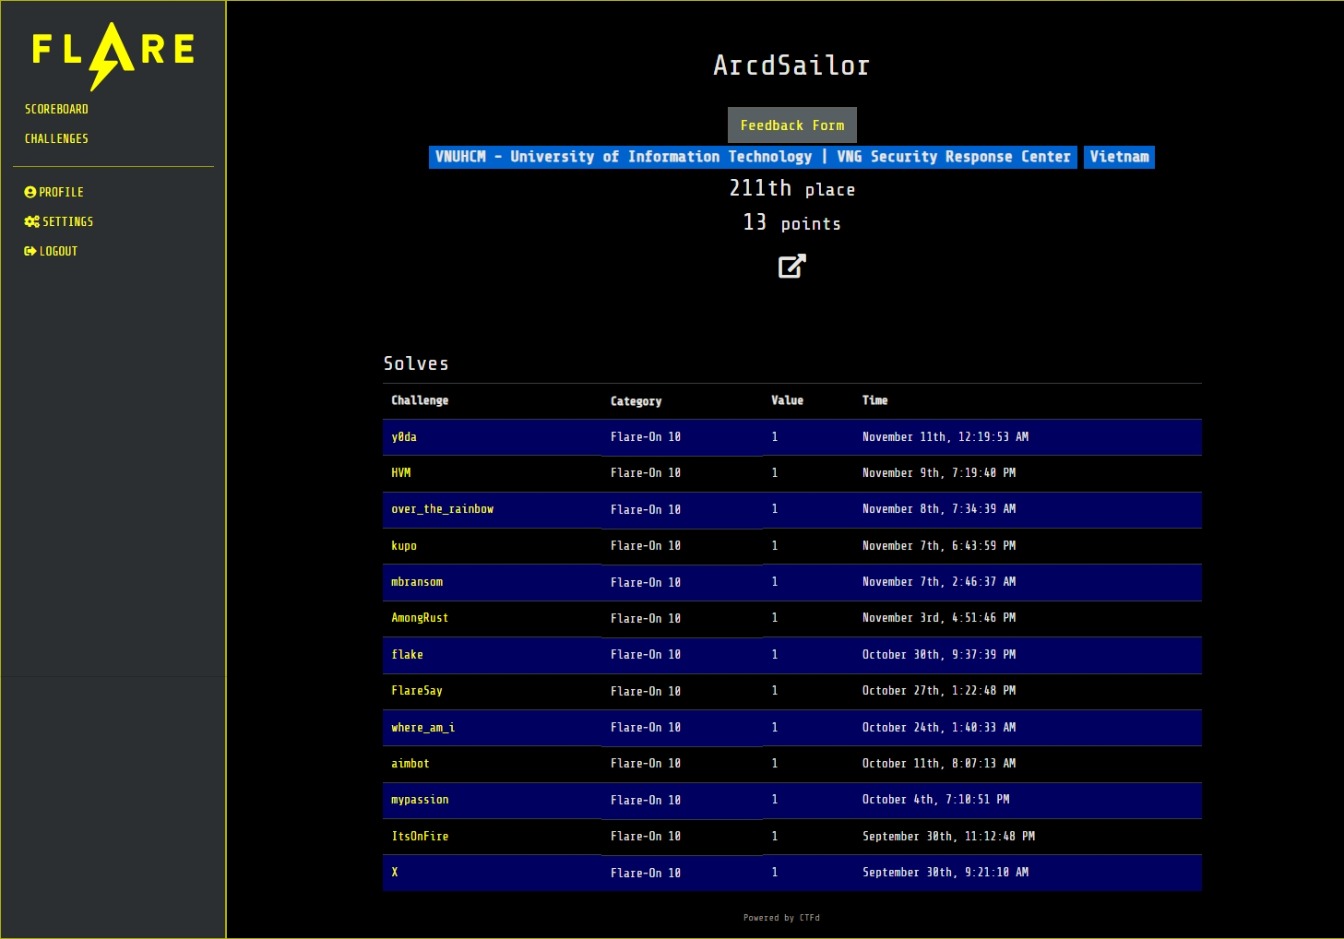 FLARE
SCOREBOARD
CHALLENGES
PROFILE
SETTINGS
LOGOUT
ArcdSailor
Feedback Form
VNUHCM - University of Information Technology | VNG Security Response Center Vietnam
211th place
13 points
Solves
Challenge Category Value Time
y0da Flare-On 10 1 November 11th, 12:19:53 AM
HVM Flare-On 10 1 November 9th, 7:19:40 PM
over_the_rainbow Flare-On 10 1 November 8th, 7:34:39 AM
kupo Flare-On 10 1 November 7th, 6:43:59 PM
mbransom Flare-On 10 1 November 7th, 2:46:37 AM
AmongRust Flare-On 10 1 November 3rd, 4:51:46 PM
flake Flare-On 10 1 October 30th, 9:37:39 PM
FlareSay Flare-On 10 1 October 27th, 1:22:48 PM
where_am_i Flare-On 10 1 October 24th, 1:40:33 AM
aimbot Flare-On 10 1 October 11th, 8:07:13 AM
mypassion Flare-On 10 1 October 4th, 7:10:51 PM
ItsOnFire Flare-On 10 1 September 30th, 11:12:48 PM
X Flare-On 10 1 September 30th, 9:21:10 AM
Powered by CTFd